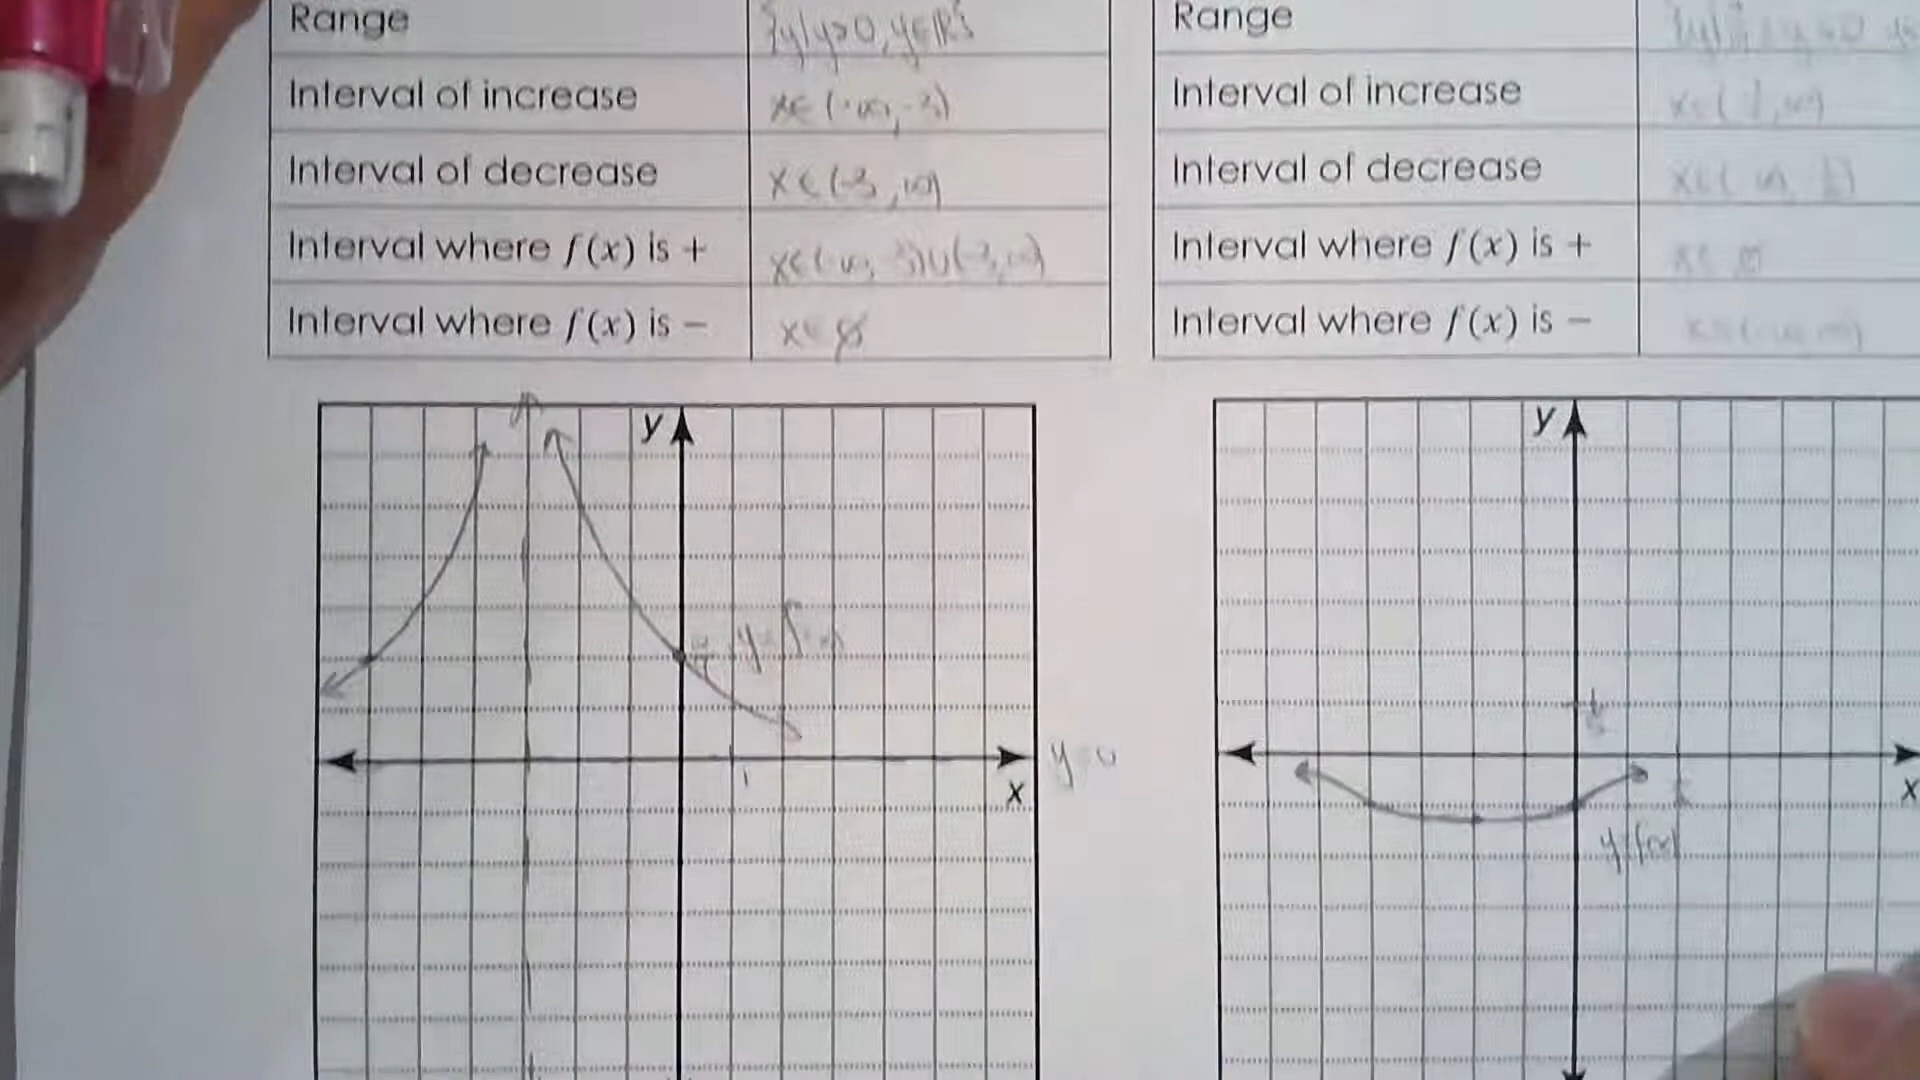 Range {y|y>0, y∈ℝ}
Interval of increase x∈(-∞,-3)
Interval of decrease x∈(-3,∞)
Interval where f(x) is + x∈(-∞,-3)∪(-3,∞)
Interval where f(x) is − x∈∅
Range
Interval of increase
Interval of decrease
Interval where f(x) is +
Interval where f(x) is − x∈(-∞,∞)
y
1
x
y=0
y
x
y=f(x)